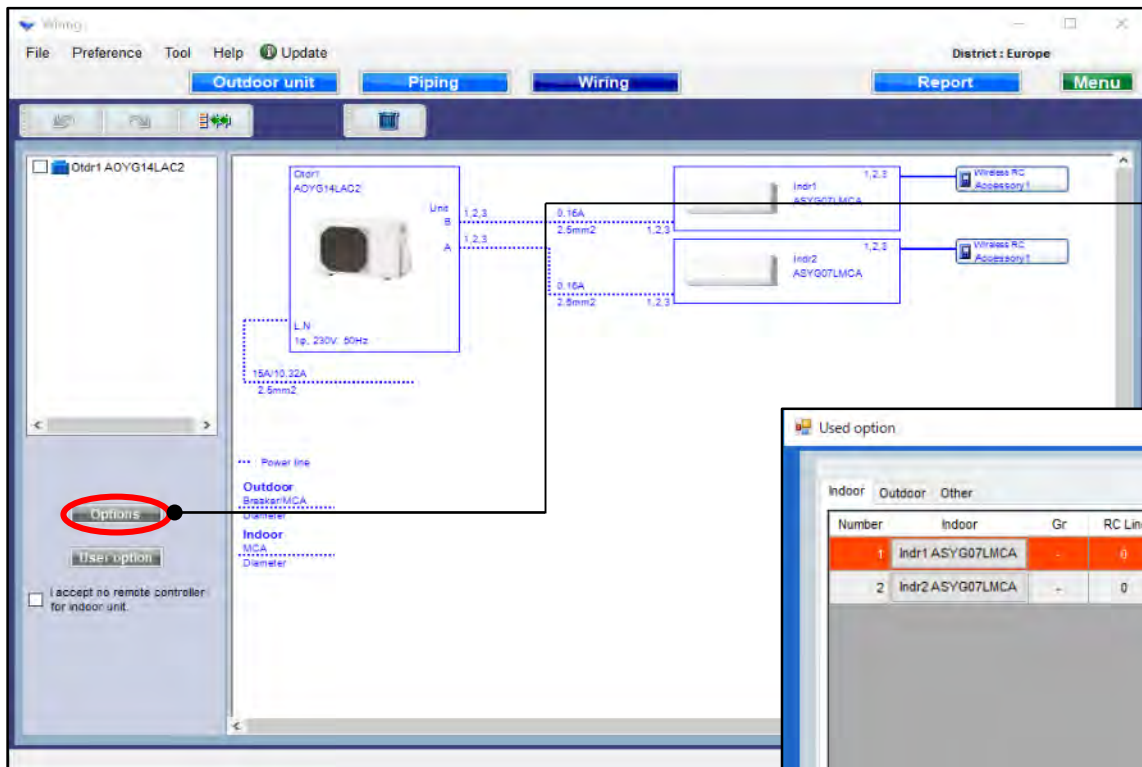 Wiring
File Preference Tool Help Update District : Europe
Outdoor unit Piping Wiring Report Menu
Otdr1 AOYG14LAC2
Otdr1
AOYG14LAC2
Unit
B
A
1,2,3
1,2,3
L,N
1φ, 230V, 50Hz
15A/10.32A
2.5mm2
0.16A
2.5mm2 1,2,3
0.16A
2.5mm2 1,2,3
1,2,3
Indr1
ASYG07LMCA
1,2,3
Indr2
ASYG07LMCA
Wireless RC
Accessory1
Wireless RC
Accessory1
Power line
Outdoor
Breaker/MCA
Diameter
Indoor
MCA
Diameter
Options
User option
I accept no remote controller
for indoor unit.
Used option
Indoor Outdoor Other
Number Indoor Gr RC Lin
1 Indr1 ASYG07LMCA - 0
2 Indr2 ASYG07LMCA - 0